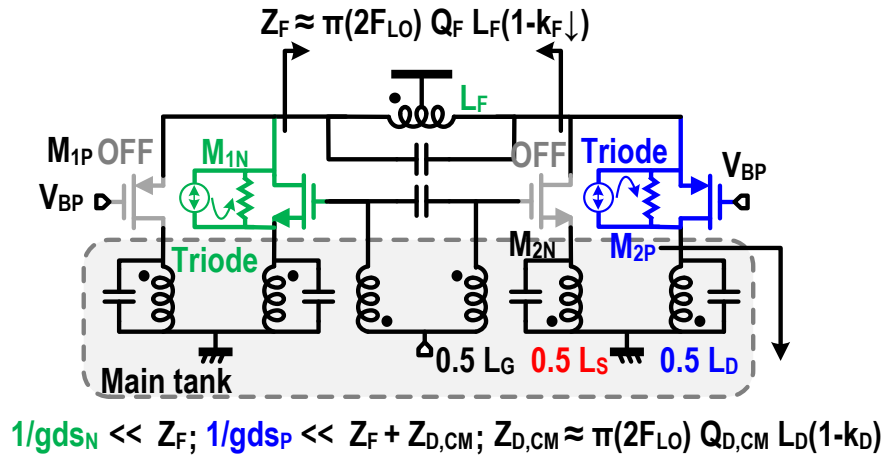 Z_F ≈ π(2F_LO) Q_F L_F(1-k_F↓)
L_F
M_1P OFF
M_1N
OFF
Triode
V_BP
V_BP
Triode
M_2N
M_2P
0.5 L_G 0.5 L_S 0.5 L_D
Main tank
1/gds_N << Z_F; 1/gds_P << Z_F + Z_D,CM; Z_D,CM ≈ π(2F_LO) Q_D,CM L_D(1-k_D)